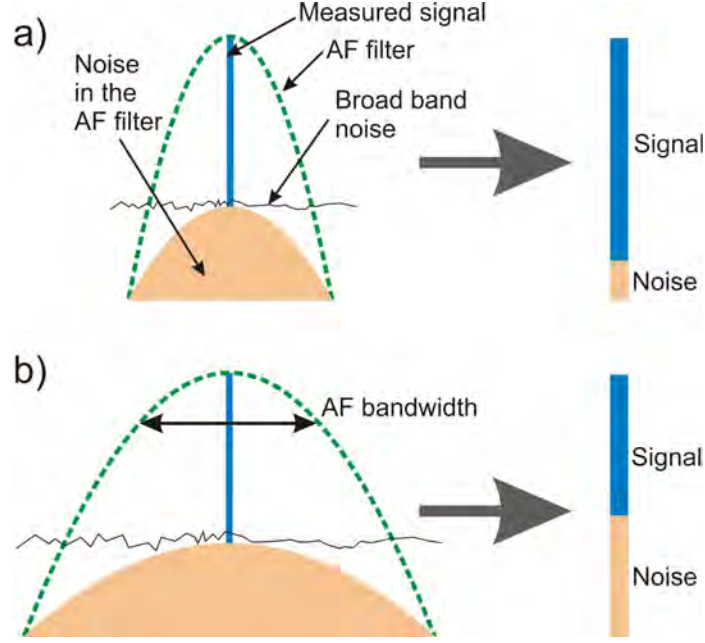 a)
Measured signal
AF filter
Noise
in the
AF filter
Broad band
noise
Signal
Noise
b)
AF bandwidth
Signal
Noise